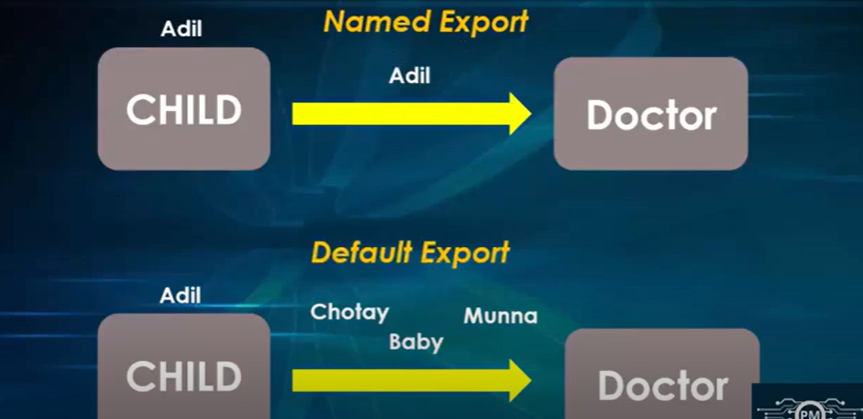 Named Export
Adil
Adil
CHILD
Doctor
Default Export
Adil
Chotay
Munna
Baby
CHILD
Doctor
PM